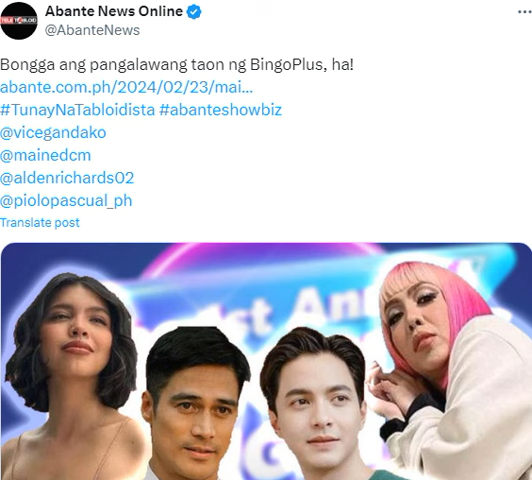 Abante News Online
@AbanteNews
Bongga ang pangalawang taon ng BingoPlus, ha!
abante.com.ph/2024/02/23/mai...
#TunayNaTabloidista #abanteshowbiz
@vicegandako
@mainedcm
@aldenrichards02
@piolopascual_ph
Translate post